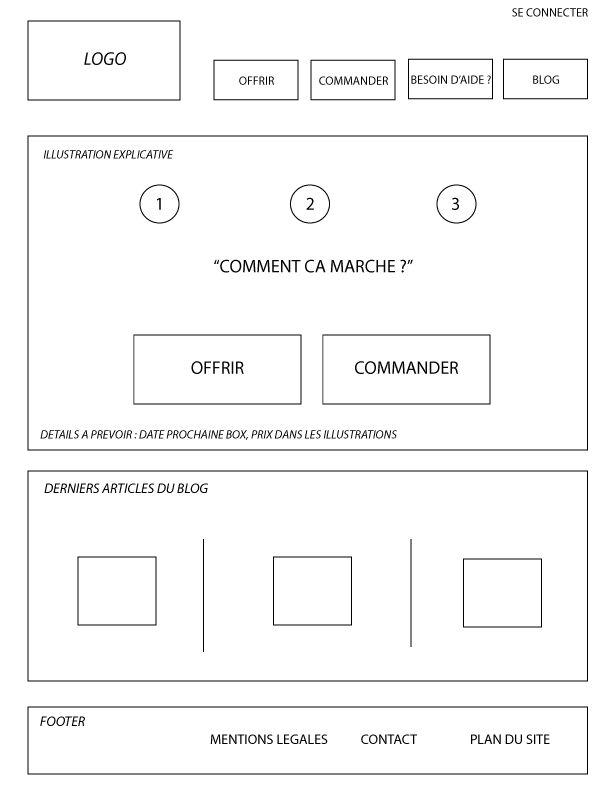 SE CONNECTER
LOGO
OFFRIR
COMMANDER
BESOIN D'AIDE ?
BLOG
ILLUSTRATION EXPLICATIVE
1
2
3
“COMMENT CA MARCHE ?”
OFFRIR
COMMANDER
DETAILS A PREVOIR : DATE PROCHAINE BOX, PRIX DANS LES ILLUSTRATIONS
DERNIERS ARTICLES DU BLOG
FOOTER
MENTIONS LEGALES
CONTACT
PLAN DU SITE